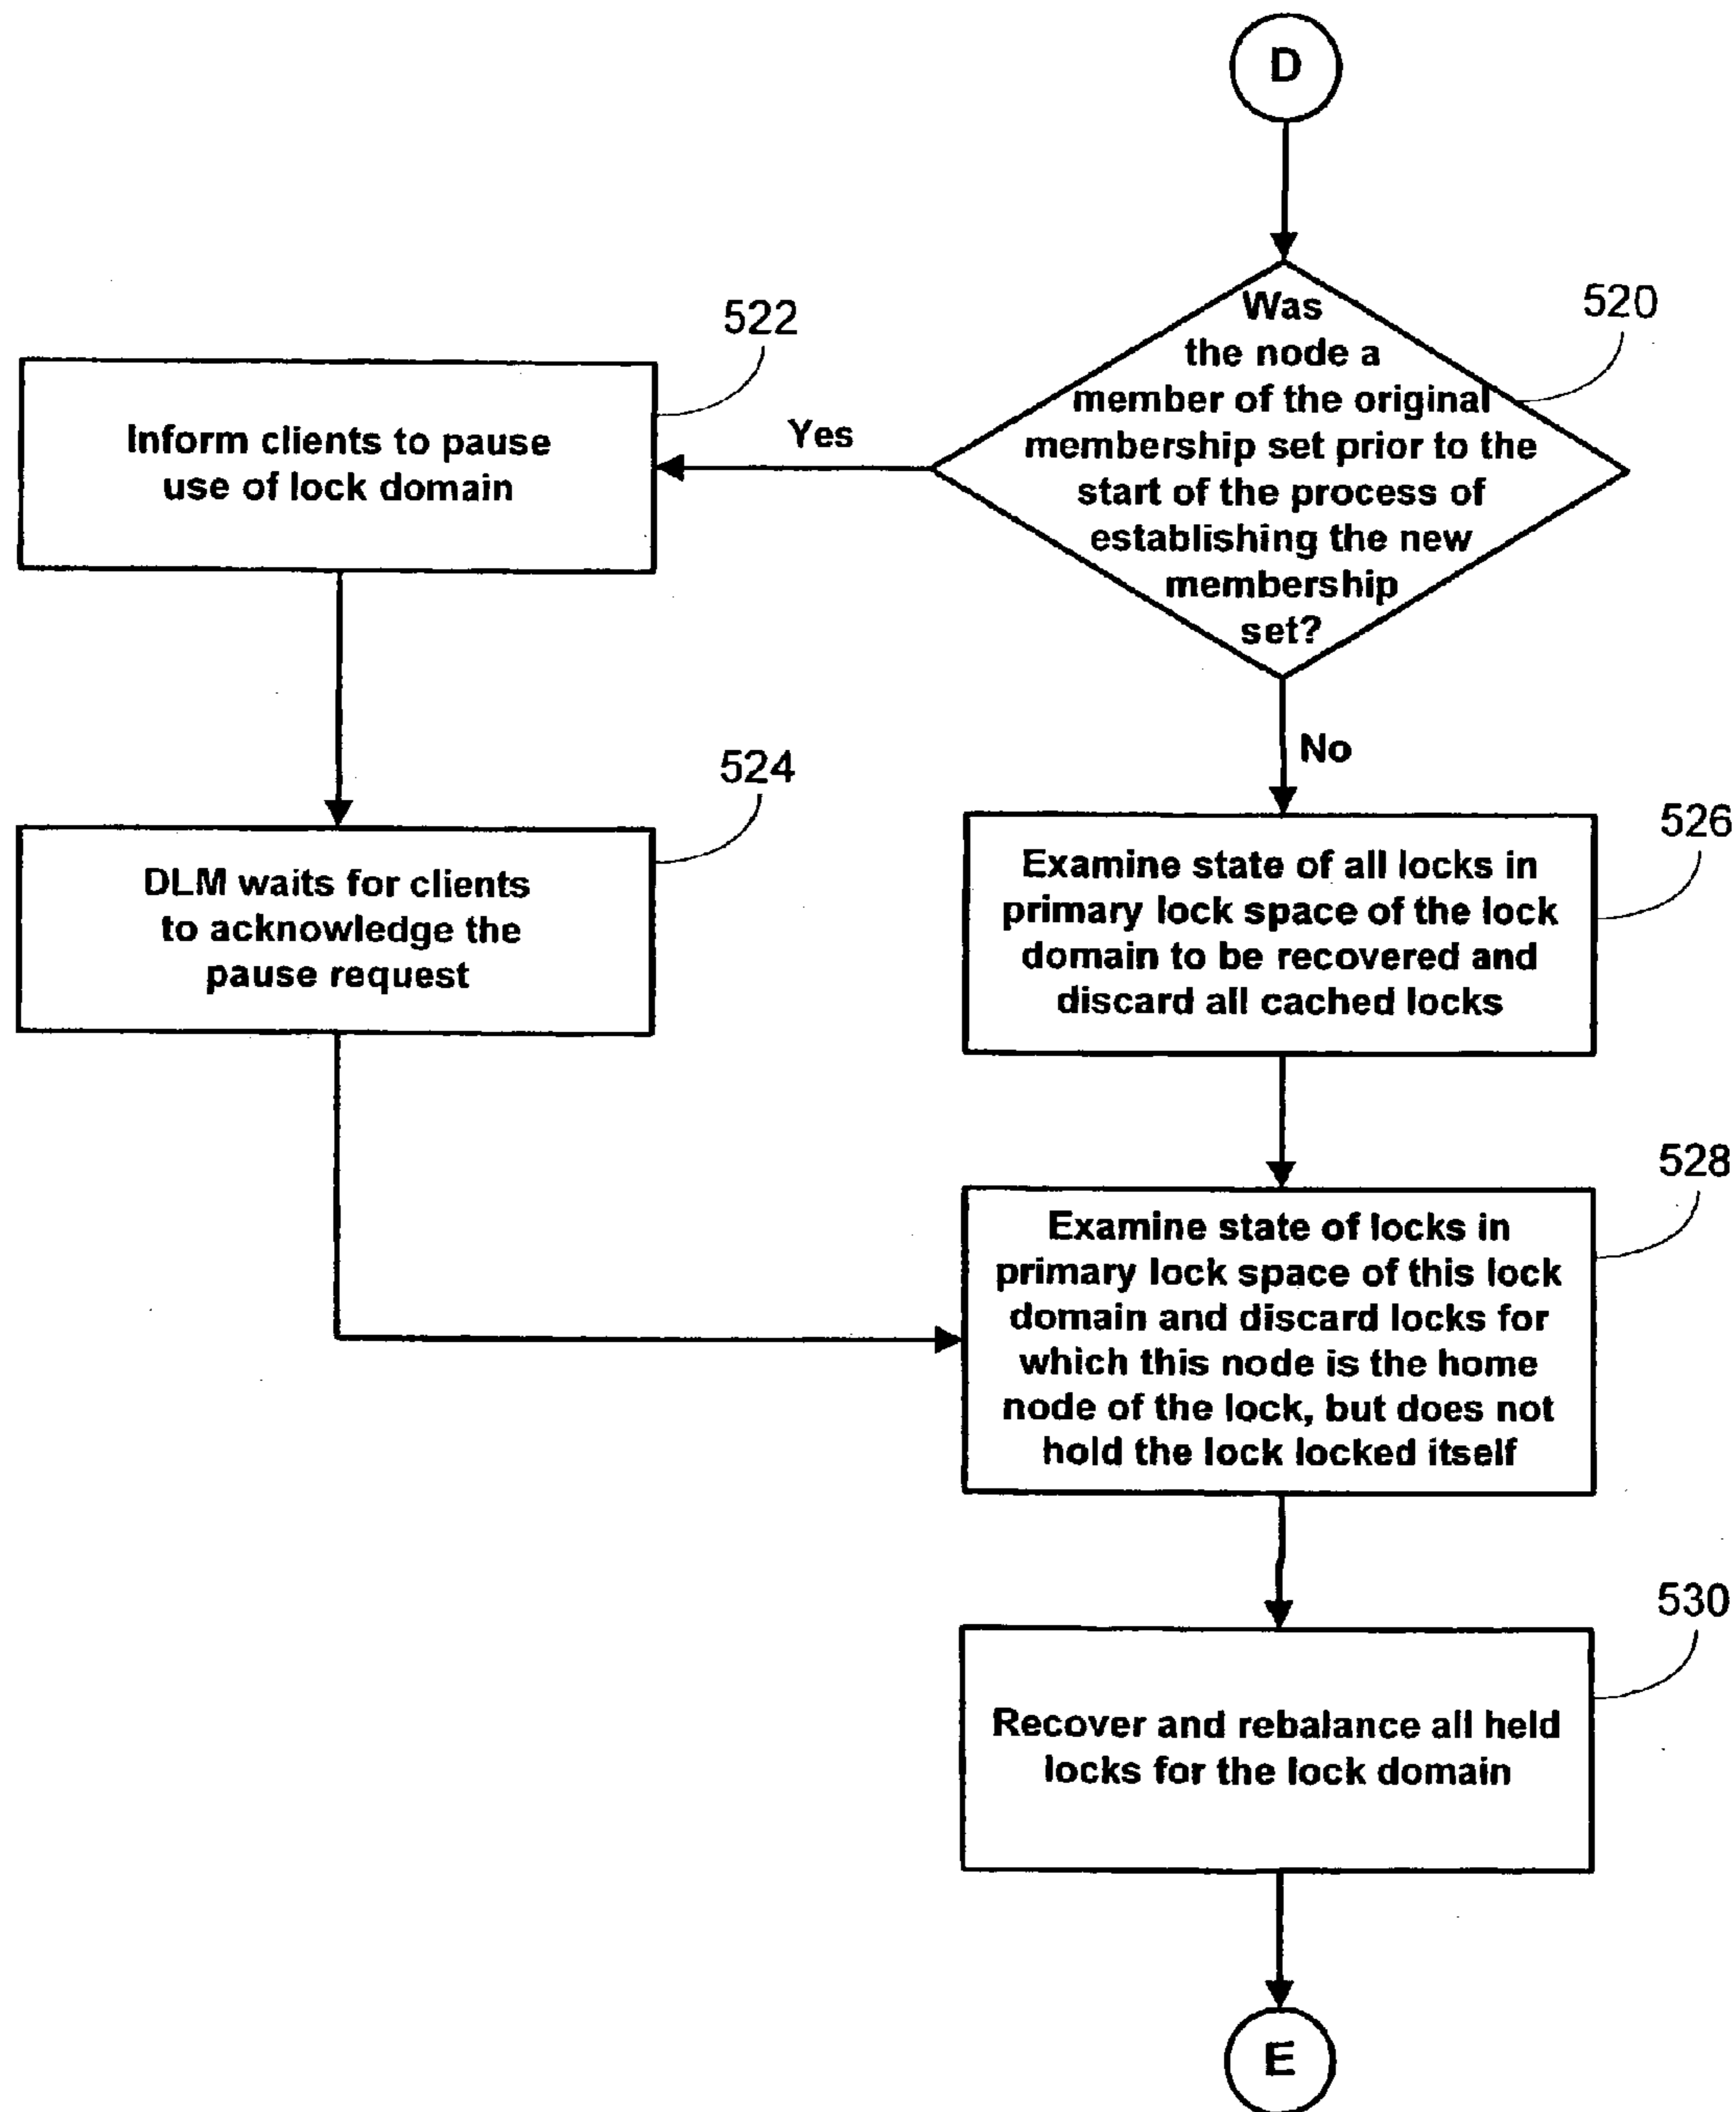 D
Was
the node a
member of the original
membership set prior to the
start of the process of
establishing the new
membership
set?
520
Yes
522
Inform clients to pause
use of lock domain
No
524
DLM waits for clients
to acknowledge the
pause request
526
Examine state of all locks in
primary lock space of the lock
domain to be recovered and
discard all cached locks
528
Examine state of locks in
primary lock space of this lock
domain and discard locks for
which this node is the home
node of the lock, but does not
hold the lock locked itself
530
Recover and rebalance all held
locks for the lock domain
E